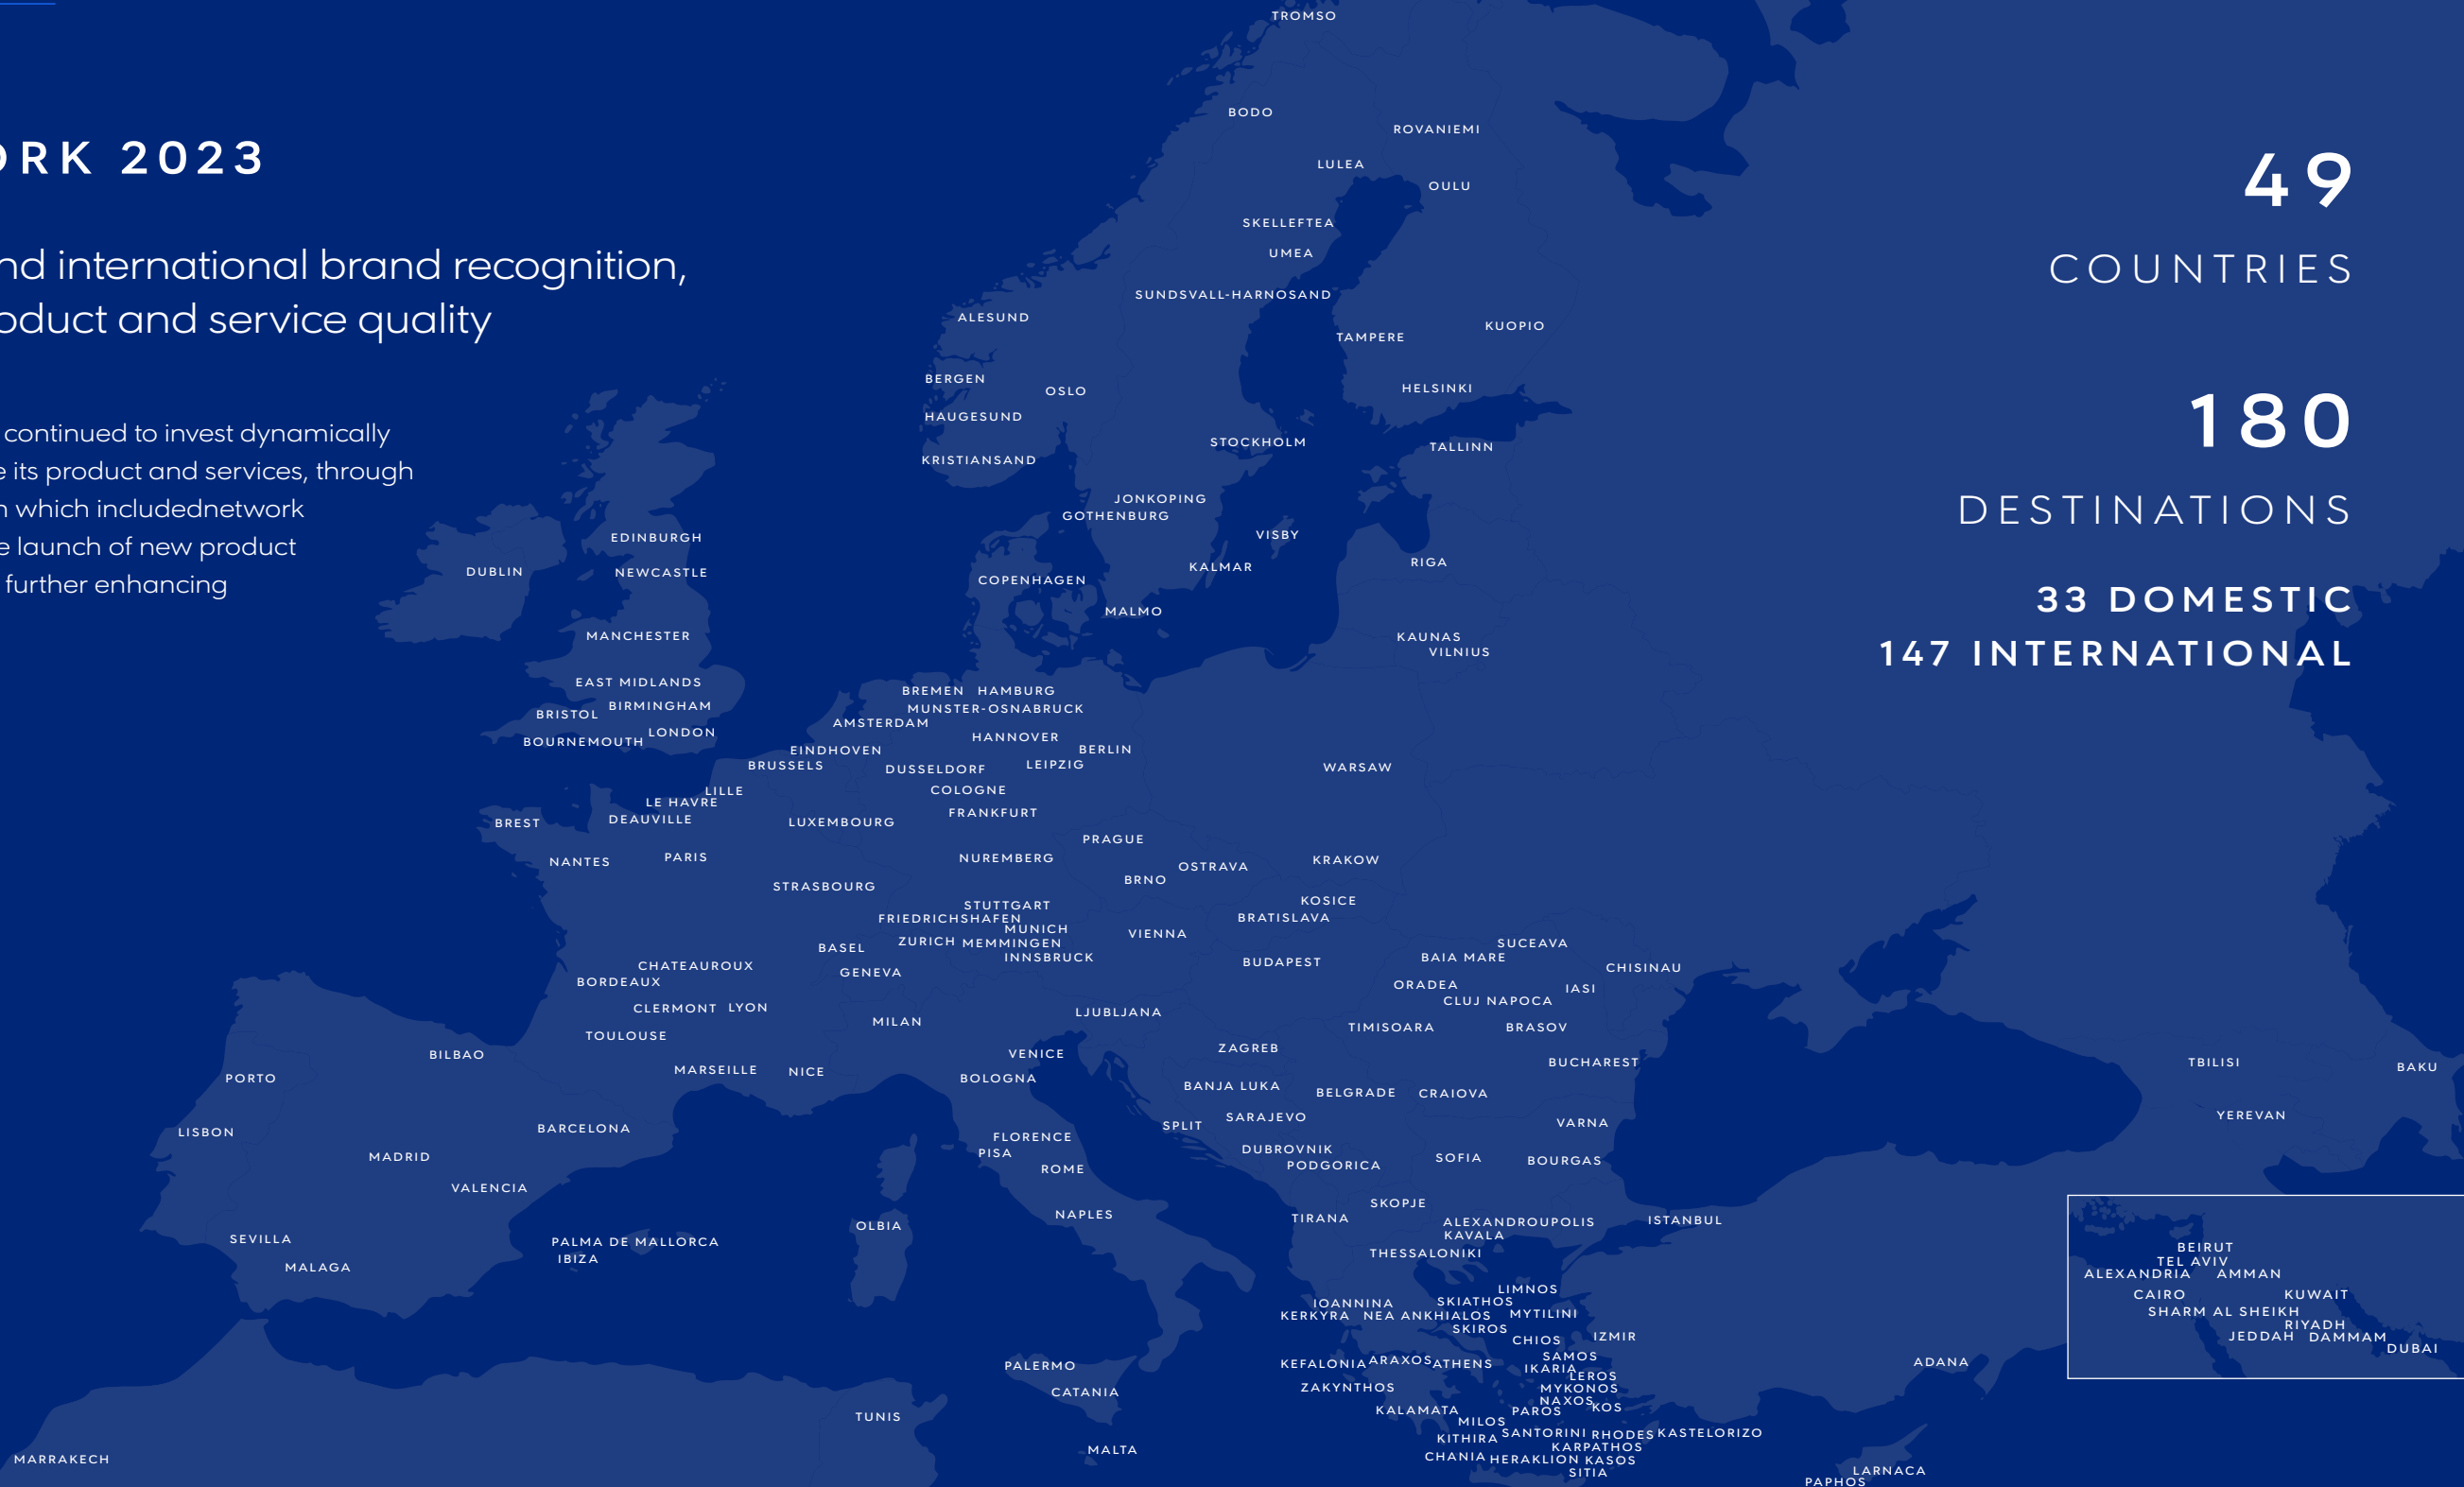 ORK 2023
nd international brand recognition,
oduct and service quality
continued to invest dynamically
e its product and services, through
n which includednetwork
e launch of new product
further enhancing
49
COUNTRIES
180
DESTINATIONS
33 DOMESTIC
147 INTERNATIONAL
TROMSO
BODO
ROVANIEMI
LULEA
OULU
SKELLEFTEA
UMEA
SUNDSVALL-HARNOSAND
ALESUND
KUOPIO
TAMPERE
BERGEN
OSLO
HELSINKI
HAUGESUND
STOCKHOLM
TALLINN
KRISTIANSAND
JONKOPING
GOTHENBURG
VISBY
EDINBURGH
RIGA
KALMAR
DUBLIN
NEWCASTLE
COPENHAGEN
MALMO
MANCHESTER
KAUNAS
VILNIUS
EAST MIDLANDS
BREMEN HAMBURG
BIRMINGHAM
MUNSTER-OSNABRUCK
BRISTOL
AMSTERDAM
LONDON
HANNOVER
BOURNEMOUTH
EINDHOVEN
BERLIN
BRUSSELS
DUSSELDORF
LEIPZIG
WARSAW
LILLE
COLOGNE
LE HAVRE
FRANKFURT
DEAUVILLE
BREST
LUXEMBOURG
PRAGUE
PARIS
NUREMBERG
KRAKOW
NANTES
OSTRAVA
BRNO
STRASBOURG
KOSICE
STUTTGART
FRIEDRICHSHAFEN
BRATISLAVA
MUNICH
VIENNA
ZURICH MEMMINGEN
SUCEAVA
BASEL
INNSBRUCK
BAIA MARE
BUDAPEST
CHATEAUROUX
CHISINAU
GENEVA
BORDEAUX
ORADEA
IASI
CLUJ NAPOCA
CLERMONT LYON
LJUBLJANA
MILAN
TIMISOARA
BRASOV
TOULOUSE
ZAGREB
BILBAO
VENICE
BUCHAREST
TBILISI
BAKU
MARSEILLE
NICE
PORTO
BOLOGNA
BANJA LUKA
BELGRADE
CRAIOVA
YEREVAN
SARAJEVO
VARNA
SPLIT
BARCELONA
LISBON
FLORENCE
DUBROVNIK
PISA
MADRID
SOFIA
BOURGAS
PODGORICA
ROME
VALENCIA
SKOPJE
NAPLES
TIRANA
ALEXANDROUPOLIS
ISTANBUL
OLBIA
KAVALA
SEVILLA
PALMA DE MALLORCA
THESSALONIKI
IBIZA
MALAGA
LIMNOS
IOANNINA
SKIATHOS
KERKYRA
NEA ANKHIALOS
MYTILINI
SKIROS
CHIOS
IZMIR
SAMOS
KEFALONIA
ARAXOS
ATHENS
IKARIA
LEROS
PALERMO
ADANA
ZAKYNTHOS
MYKONOS
CATANIA
NAXOS
KOS
KALAMATA
PAROS
TUNIS
MILOS
KITHIRA
SANTORINI
RHODES
KASTELORIZO
KARPATHOS
MALTA
CHANIA
HERAKLION
KASOS
MARRAKECH
SITIA
LARNACA
PAPHOS
BEIRUT
TEL AVIV
ALEXANDRIA
AMMAN
CAIRO
KUWAIT
SHARM AL SHEIKH
RIYADH
JEDDAH
DAMMAM
DUBAI